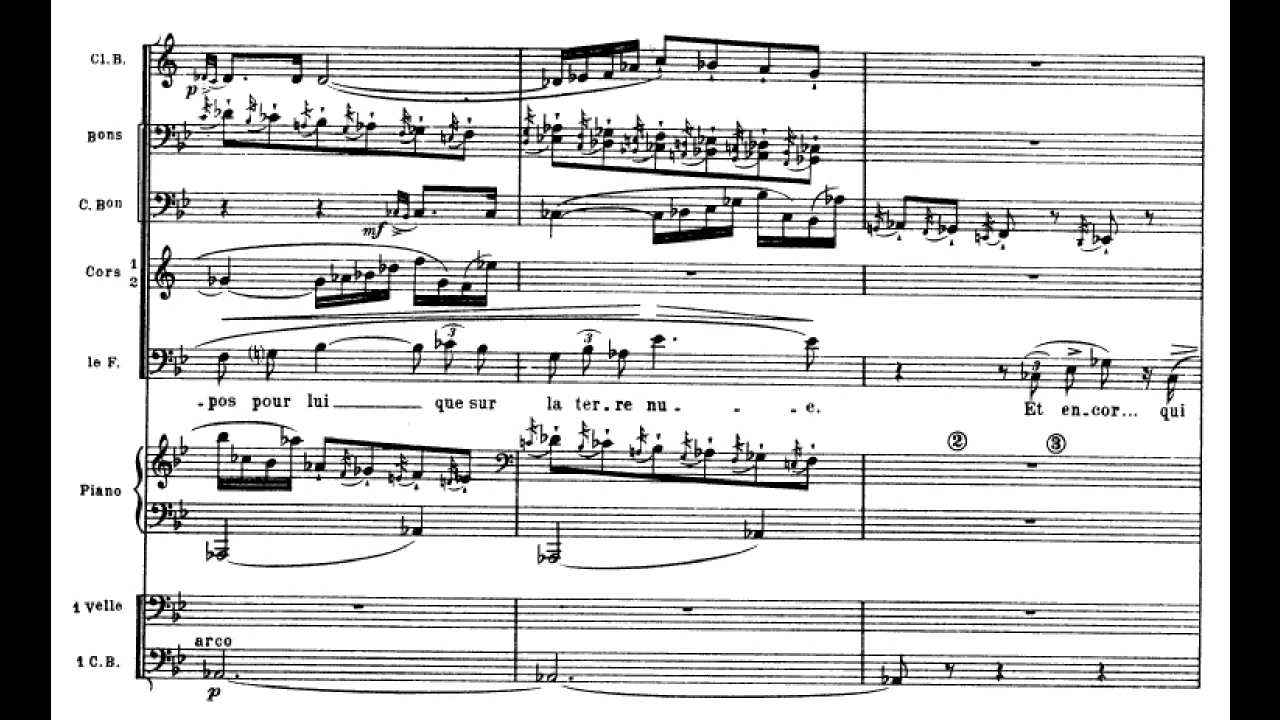 Cl. B.
p
Bons
C. Bon
mf
Cors 1 2
le F.
3 3 3
- pos pour lui que sur la ter - re nu - - - e. Et en - cor... qui
② ③
Piano
1 Velle
arco
1 C. B.
p